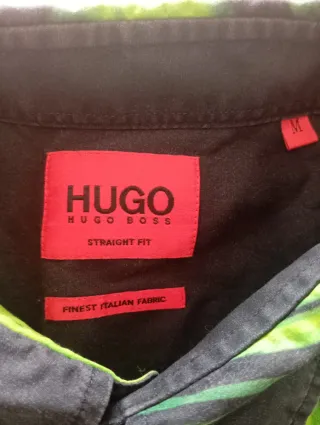 M
HUGO
HUGO BOSS
STRAIGHT FIT
FINEST ITALIAN FABRIC